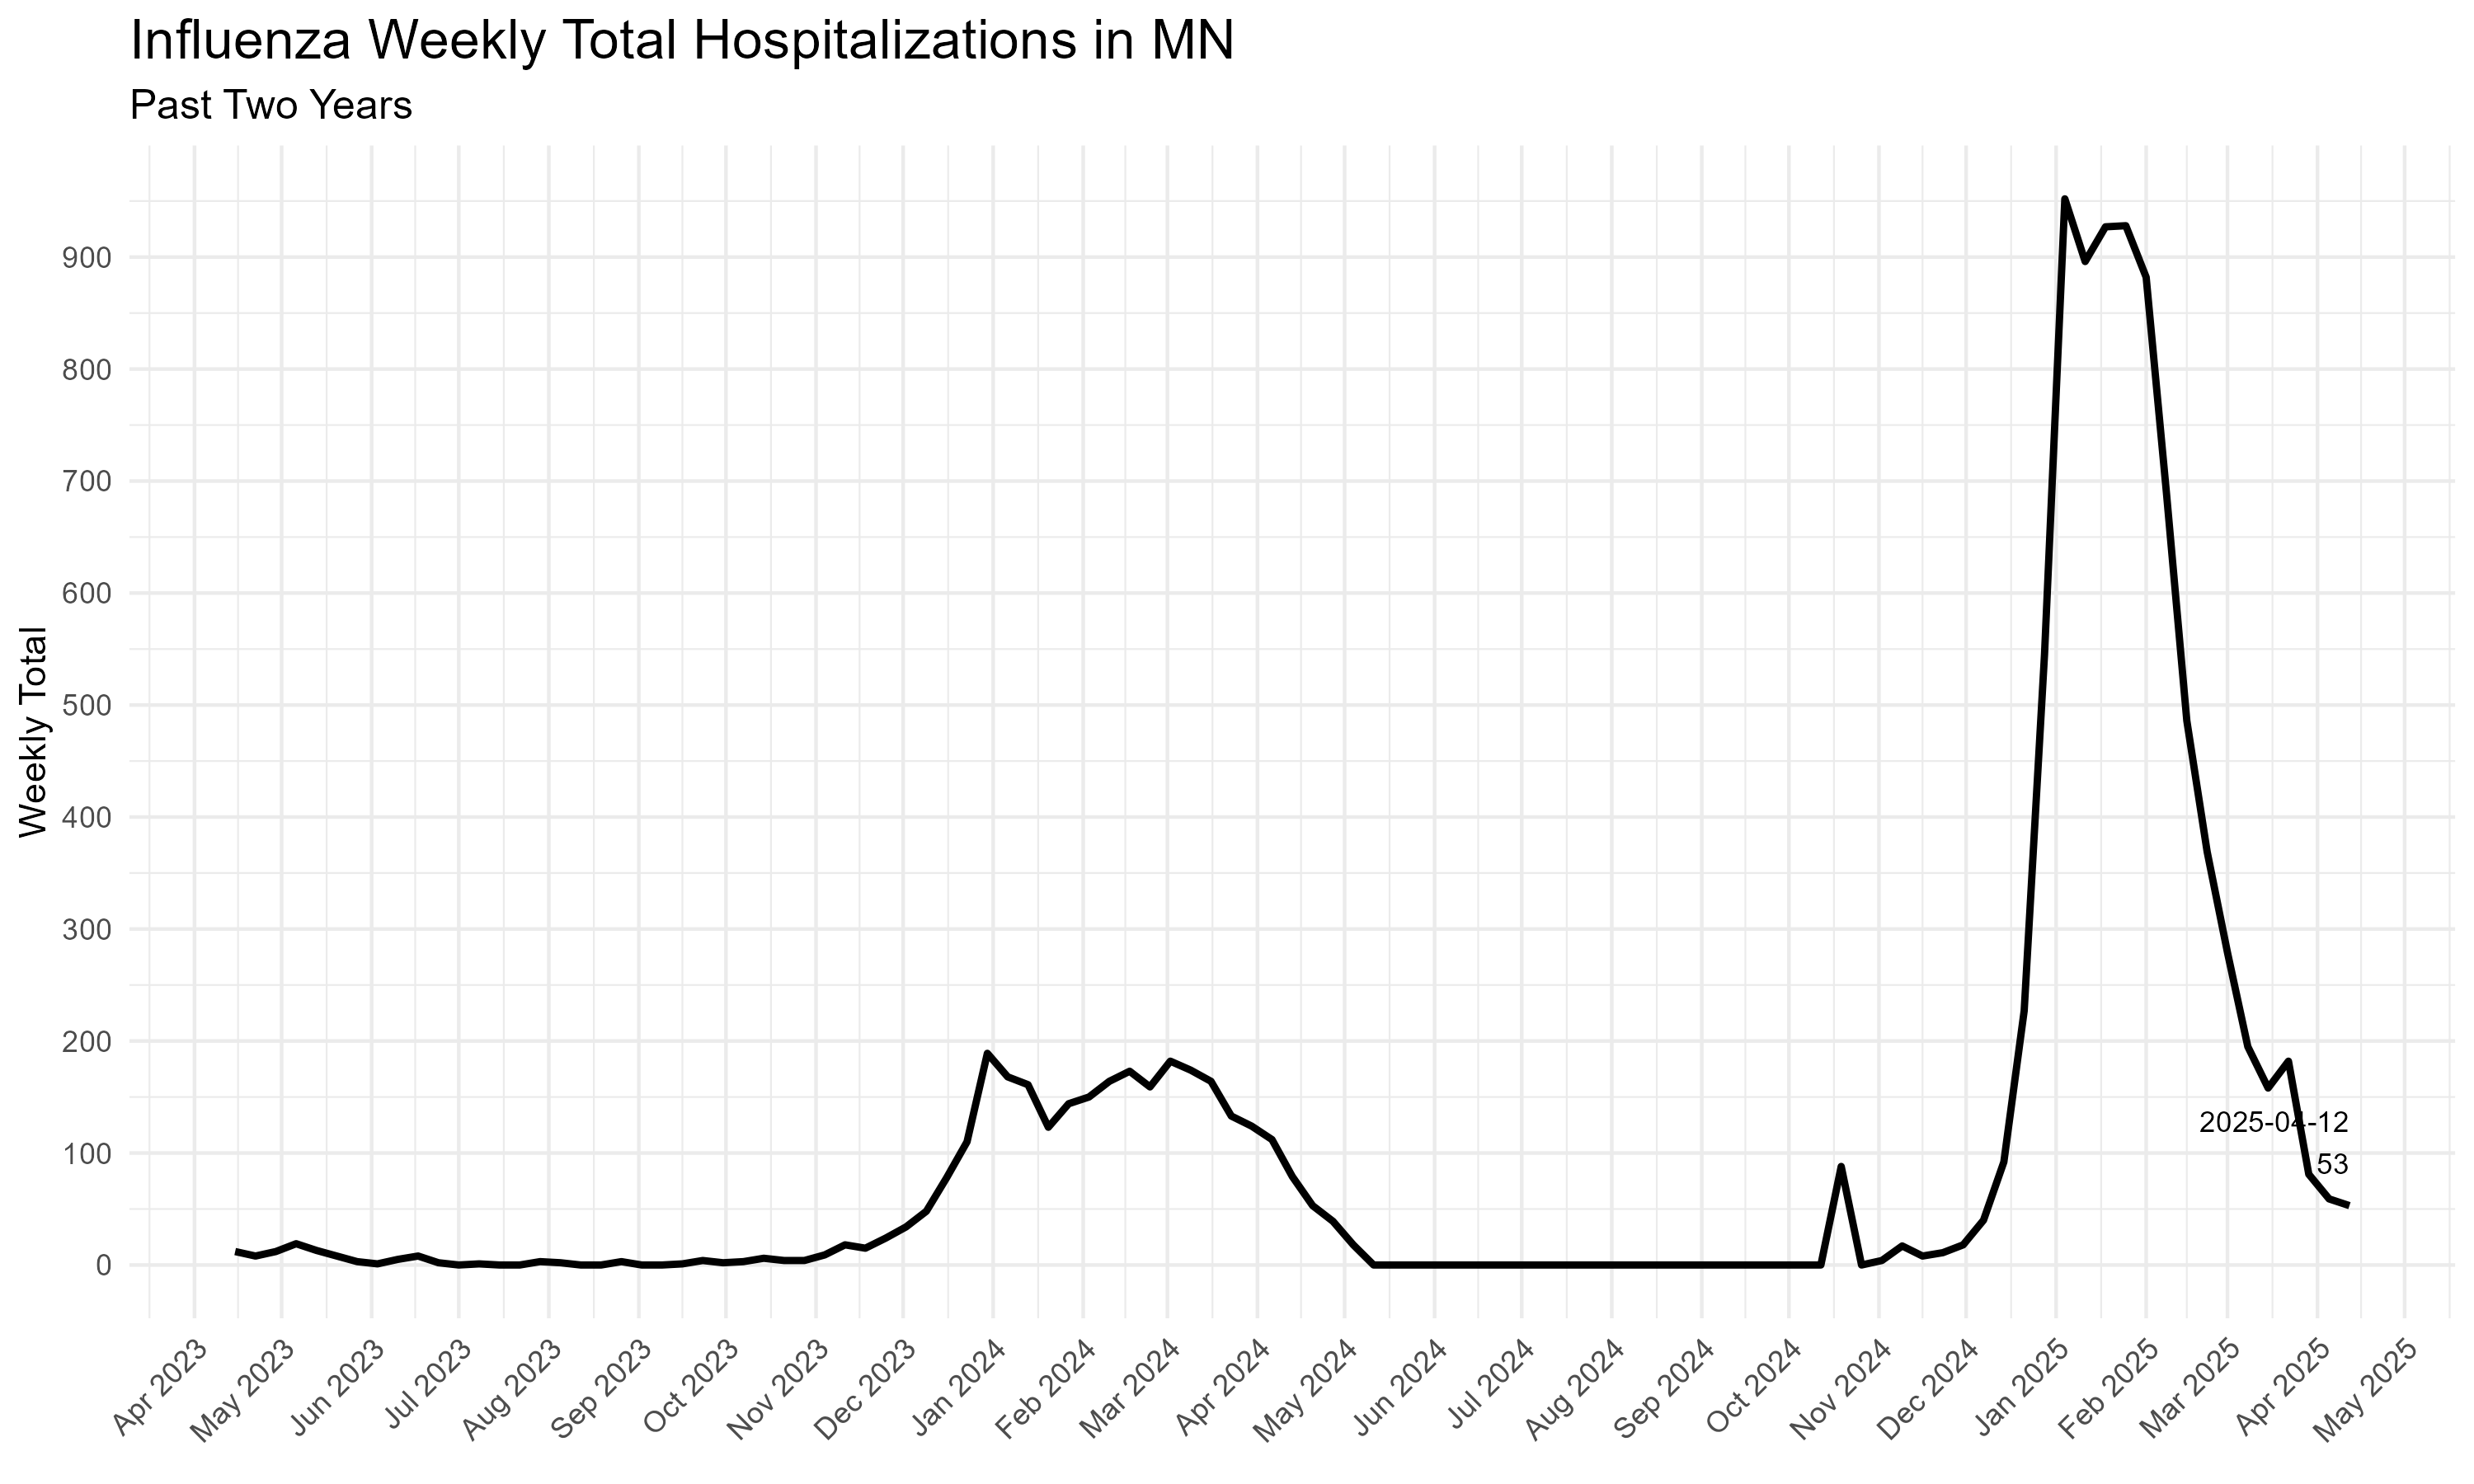 Influenza Weekly Total Hospitalizations in MN
Past Two Years
Weekly Total
900
800
700
600
500
400
300
200
100
0
2025-04-12
53
Apr 2023
May 2023
Jun 2023
Jul 2023
Aug 2023
Sep 2023
Oct 2023
Nov 2023
Dec 2023
Jan 2024
Feb 2024
Mar 2024
Apr 2024
May 2024
Jun 2024
Jul 2024
Aug 2024
Sep 2024
Oct 2024
Nov 2024
Dec 2024
Jan 2025
Feb 2025
Mar 2025
Apr 2025
May 2025